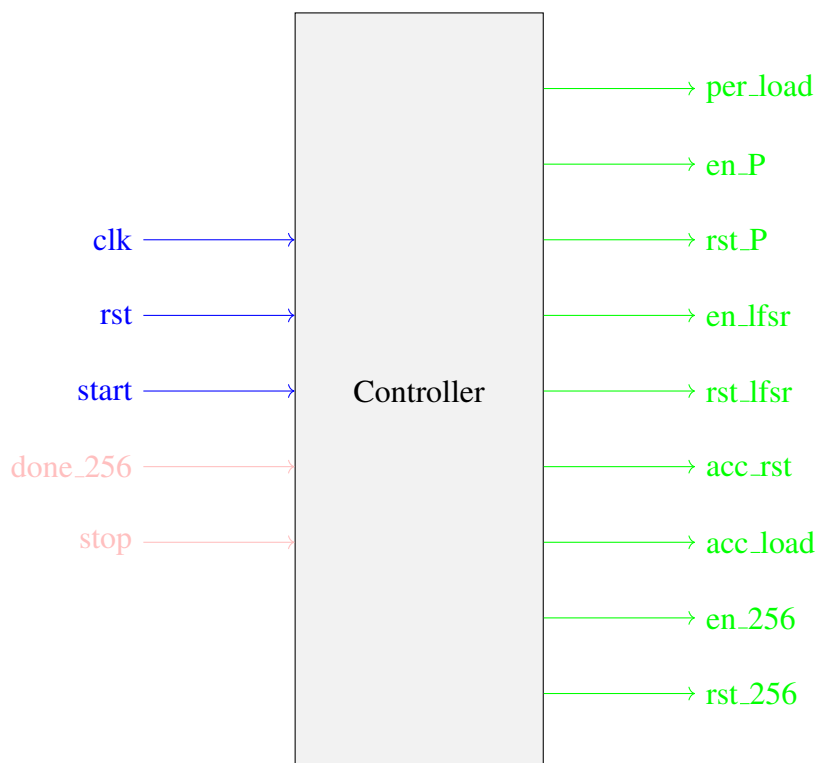 clk
rst
start
done_256
stop
Controller
per_load
en_P
rst_P
en_lfsr
rst_lfsr
acc_rst
acc_load
en_256
rst_256